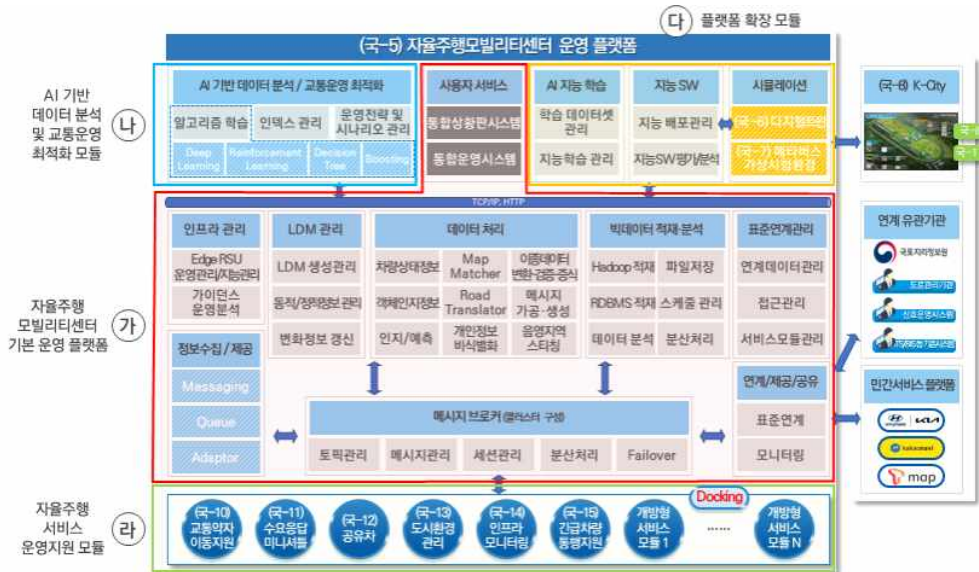 다 플랫폼 확장 모듈
(국-5) 자율주행모빌리티센터 운영 플랫폼
AI 기반
데이터 분석
및 교통운영
최적화 모듈
나
AI 기반 데이터 분석 / 교통운영 최적화
알고리즘 학습
인덱스 관리
운영전략 및
시나리오 관리
Deep
Learning
Reinforcement
Learning
Decision
Tree
Boosting
사용자 서비스
통합상황판시스템
통합운영시스템
AI 지능 학습
학습 데이터셋
관리
지능학습 관리
지능 SW
지능 배포관리
지능SW평가/분석
시뮬레이션
(국-6) 디지털트윈
(국-7) 메타버스
가상시험환경
(국-8) K-City
TCP/IP, HTTP
자율주행
모빌리티센터
기본 운영 플랫폼
가
인프라 관리
Edge RSU
운영관리/지능관리
가이던스
운영분석
정보수집 / 제공
Messaging
Queue
Adaptor
LDM 관리
LDM 생성관리
동적/정적정보 관리
변화정보 갱신
데이터 처리
차량상태정보
Map
Matcher
이종데이터
변환·검증·증식
객체인지정보
Road
Translator
메시지
가공·생성
인지/예측
개인정보
비식별화
음영지역
스티칭
빅데이터 적재·분석
Hadoop 적재
파일저장
RDBMS 적재
스케줄 관리
데이터 분석
분산처리
표준연계관리
연계데이터관리
접근관리
서비스모듈관리
연계/제공/공유
표준연계
모니터링
메시지 브로커 (클러스터 구성)
토픽관리
메시지관리
세션관리
분산처리
Failover
연계 유관기관
국토지리정보원
도로관리기관
신호운영시스템
민간서비스 플랫폼
HYUNDAI
KIA
kakaomobility
T map
자율주행
서비스
운영지원 모듈
라
Docking
(국-10)
교통약자
이동지원
(국-11)
수요응답
미니셔틀
(국-12)
공유차
(국-13)
도시환경
관리
(국-14)
인프라
모니터링
(국-15)
긴급차량
통행지원
개방형
서비스
모듈 1
......
개방형
서비스
모듈 N